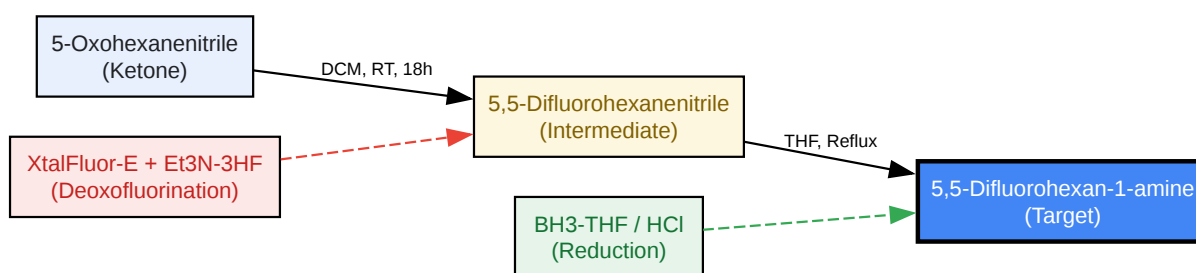 5-Oxohexanenitrile
(Ketone)
DCM, RT, 18h
XtalFluor-E + Et3N-3HF
(Deoxofluorination)
5,5-Difluorohexanenitrile
(Intermediate)
THF, Reflux
BH3-THF / HCl
(Reduction)
5,5-Difluorohexan-1-amine
(Target)